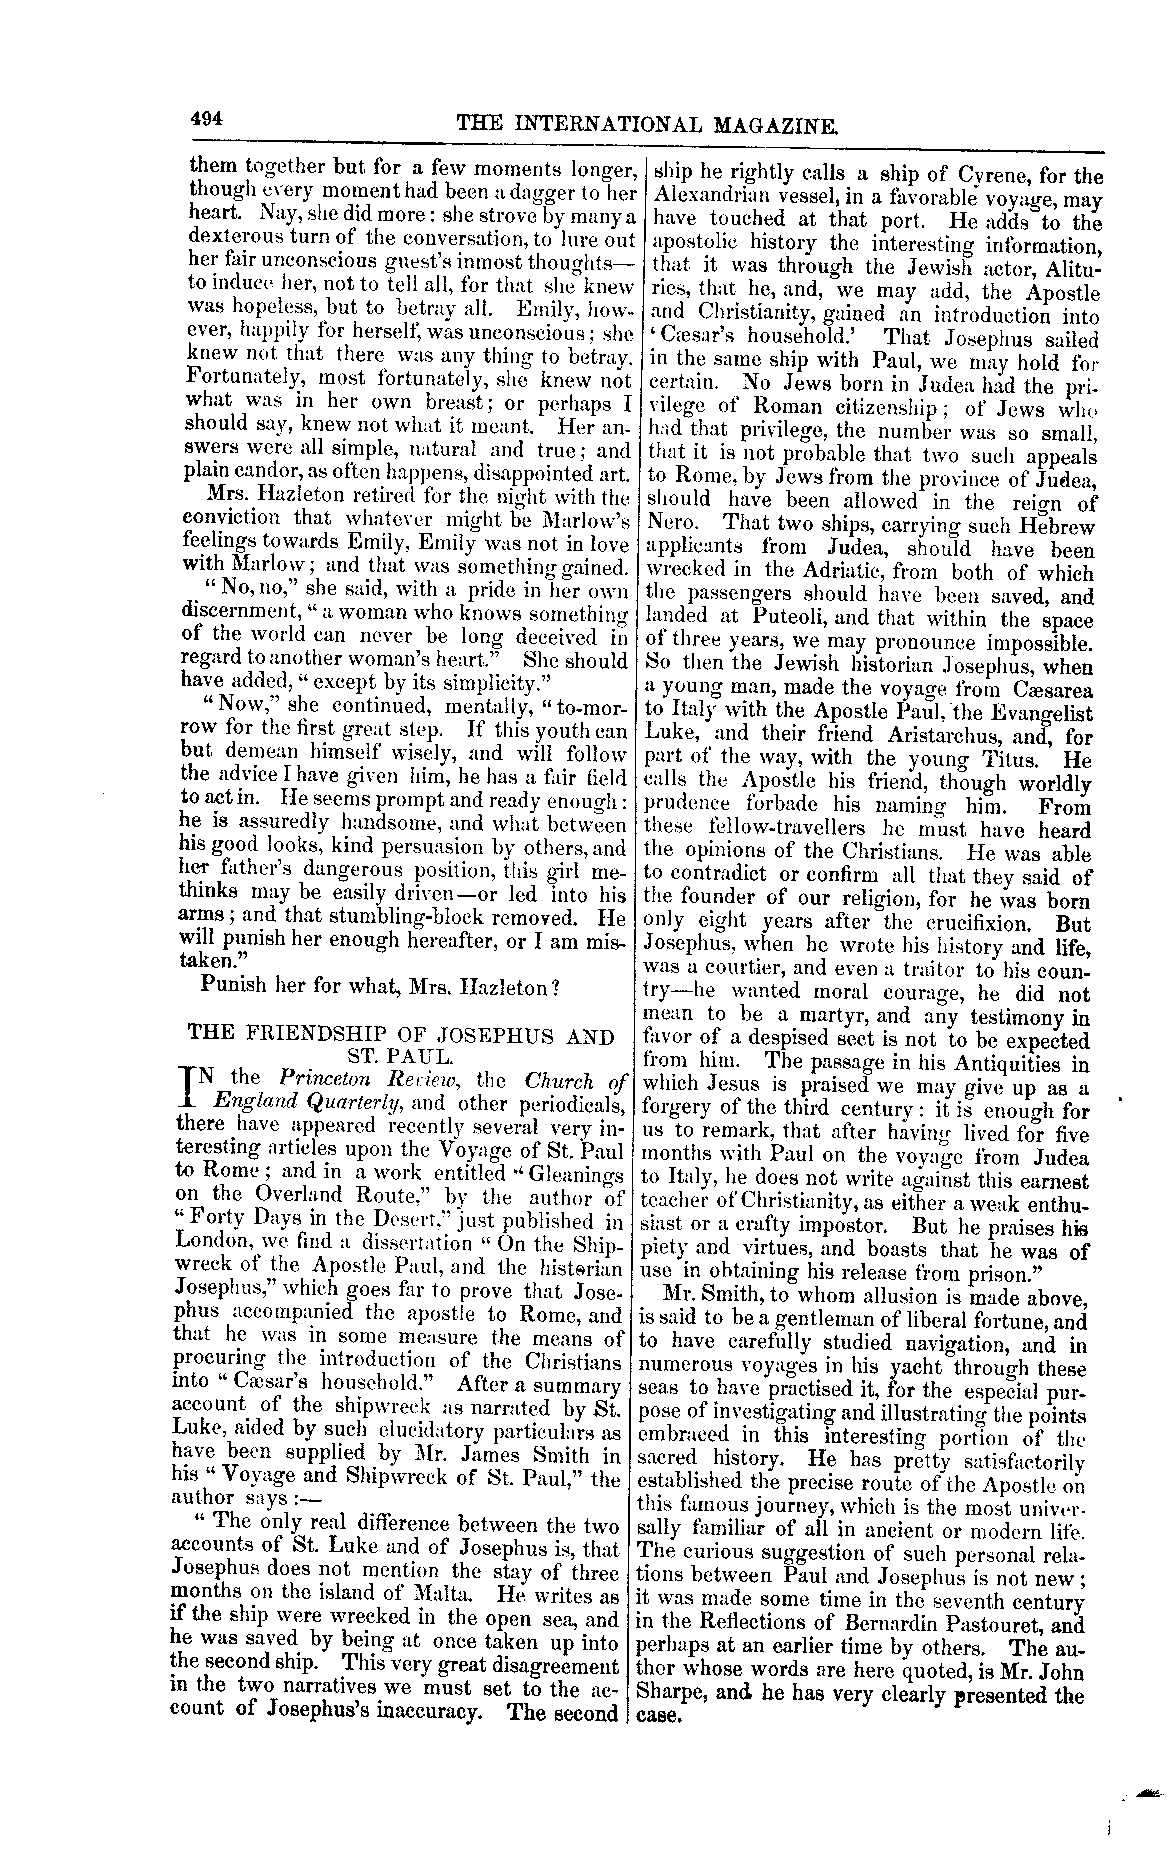 494
THE INTERNATIONAL MAGAZINE.
them together but for a few moments longer,
though every moment had been a dagger to her
heart. Nay, she did more: she strove by many a
dexterous turn of the conversation, to lure out
her fair unconscious guest's inmost thoughts—
to induce her, not to tell all, for that she knew
was hopeless, but to betray all. Emily, how-
ever, happily for herself, was unconscious; she
knew not that there was any thing to betray.
Fortunately, most fortunately, she knew not
what was in her own breast; or perhaps I
should say, knew not what it meant. Her an-
swers were all simple, natural and true; and
plain candor, as often happens, disappointed art.
Mrs. Hazleton retired for the night with the
conviction that whatever might be Marlow's
feelings towards Emily, Emily was not in love
with Marlow; and that was something gained.
"No, no," she said, with a pride in her own
discernment, "a woman who knows something
of the world can never be long deceived in
regard to another woman's heart." She should
have added, "except by its simplicity."
"Now," she continued, mentally, "to-mor-
row for the first great step. If this youth can
but demean himself wisely, and will follow
the advice I have given him, he has a fair field
to act in. He seems prompt and ready enough:
he is assuredly handsome, and what between
his good looks, kind persuasion by others, and
her father's dangerous position, this girl me-
thinks may be easily driven—or led into his
arms; and that stumbling-block removed. He
will punish her enough hereafter, or I am mis-
taken."
Punish her for what, Mrs. Hazleton?
THE FRIENDSHIP OF JOSEPHUS AND
ST. PAUL.
IN the Princeton Review, the Church of
England Quarterly, and other periodicals,
there have appeared recently several very in-
teresting articles upon the Voyage of St. Paul
to Rome; and in a work entitled "Gleanings
on the Overland Route," by the author of
"Forty Days in the Desert," just published in
London, we find a dissertation "On the Ship-
wreck of the Apostle Paul, and the historian
Josephus," which goes far to prove that Jose-
phus accompanied the apostle to Rome, and
that he was in some measure the means of
procuring the introduction of the Christians
into "Cæsar's household." After a summary
account of the shipwreck as narrated by St.
Luke, aided by such elucidatory particulars as
have been supplied by Mr. James Smith in
his "Voyage and Shipwreck of St. Paul," the
author says:—
"The only real difference between the two
accounts of St. Luke and of Josephus is, that
Josephus does not mention the stay of three
months on the island of Malta. He writes as
if the ship were wrecked in the open sea, and
he was saved by being at once taken up into
the second ship. This very great disagreement
in the two narratives we must set to the ac-
count of Josephus's inaccuracy. The second
ship he rightly calls a ship of Cyrene, for the
Alexandrian vessel, in a favorable voyage, may
have touched at that port. He adds to the
apostolic history the interesting information,
that it was through the Jewish actor, Alitu-
ries, that he, and, we may add, the Apostle
and Christianity, gained an introduction into
'Cæsar's household.' That Josephus sailed
in the same ship with Paul, we may hold for
certain. No Jews born in Judea had the pri-
vilege of Roman citizenship; of Jews who
had that privilege, the number was so small,
that it is not probable that two such appeals
to Rome, by Jews from the province of Judea,
should have been allowed in the reign of
Nero. That two ships, carrying such Hebrew
applicants from Judea, should have been
wrecked in the Adriatic, from both of which
the passengers should have been saved, and
landed at Puteoli, and that within the space
of three years, we may pronounce impossible.
So then the Jewish historian Josephus, when
a young man, made the voyage from Cæsarea
to Italy with the Apostle Paul, the Evangelist
Luke, and their friend Aristarchus, and, for
part of the way, with the young Titus. He
calls the Apostle his friend, though worldly
prudence forbade his naming him. From
these fellow-travellers he must have heard
the opinions of the Christians. He was able
to contradict or confirm all that they said of
the founder of our religion, for he was born
only eight years after the crucifixion. But
Josephus, when he wrote his history and life,
was a courtier, and even a traitor to his coun-
try—he wanted moral courage, he did not
mean to be a martyr, and any testimony in
favor of a despised sect is not to be expected
from him. The passage in his Antiquities in
which Jesus is praised we may give up as a
forgery of the third century: it is enough for
us to remark, that after having lived for five
months with Paul on the voyage from Judea
to Italy, he does not write against this earnest
teacher of Christianity, as either a weak enthu-
siast or a crafty impostor. But he praises his
piety and virtues, and boasts that he was of
use in obtaining his release from prison."
Mr. Smith, to whom allusion is made above,
is said to be a gentleman of liberal fortune, and
to have carefully studied navigation, and in
numerous voyages in his yacht through these
seas to have practised it, for the especial pur-
pose of investigating and illustrating the points
embraced in this interesting portion of the
sacred history. He has pretty satisfactorily
established the precise route of the Apostle on
this famous journey, which is the most univer-
sally familiar of all in ancient or modern life.
The curious suggestion of such personal rela-
tions between Paul and Josephus is not new;
it was made some time in the seventh century
in the Reflections of Bernardin Pastouret, and
perhaps at an earlier time by others. The au-
thor whose words are here quoted, is Mr. John
Sharpe, and he has very clearly presented the
case.